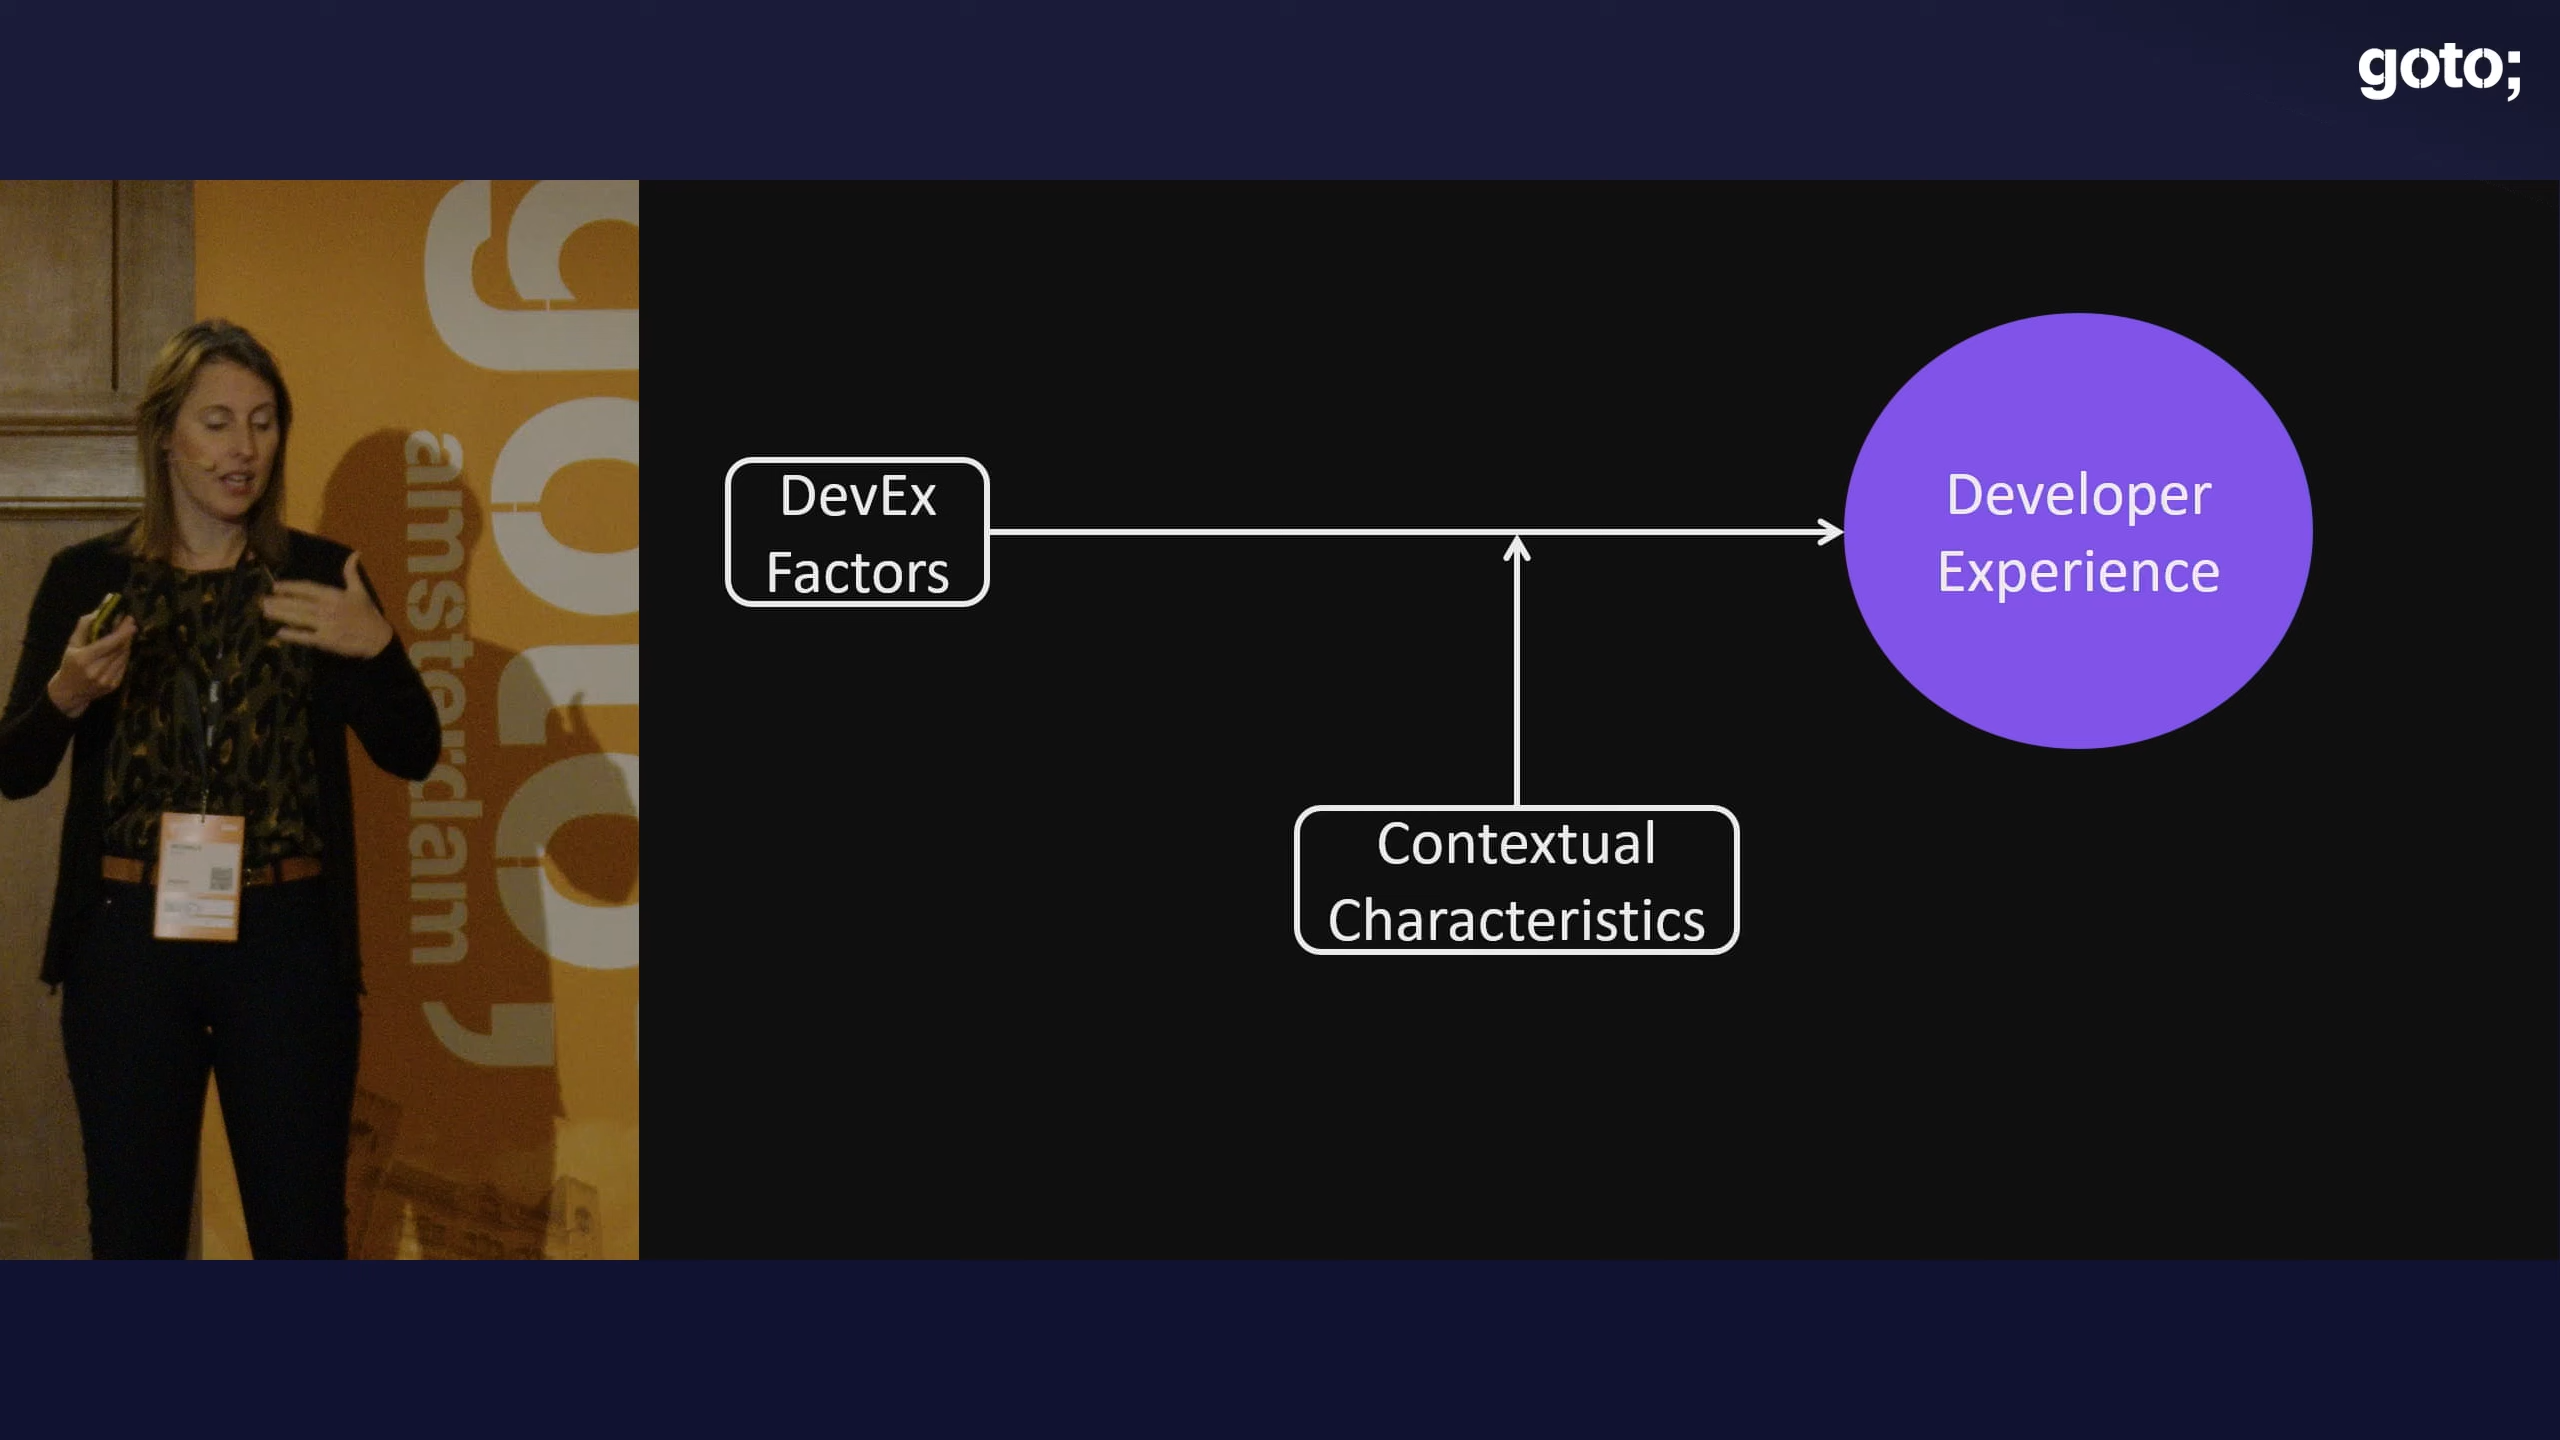 goto;
goto;
amsterdam
DevEx
Factors
Developer
Experience
Contextual
Characteristics